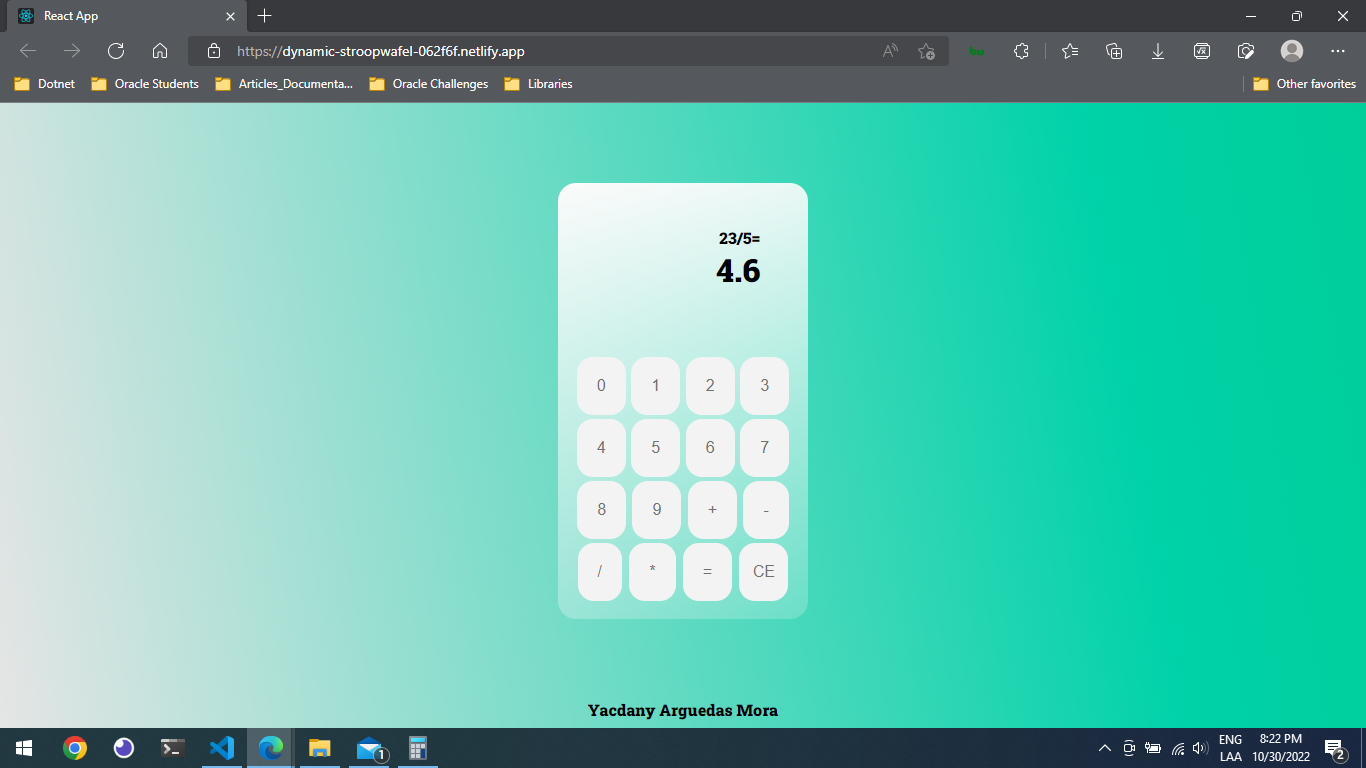 React App
https://dynamic-stroopwafel-062f6f.netlify.app
Dotnet Oracle Students Articles_Documenta... Oracle Challenges Libraries Other favorites
23/5=
4.6
0 1 2 3
4 5 6 7
8 9 + -
/ * = CE
Yacdany Arguedas Mora
ENG 8:22 PM
LAA 10/30/2022
1 2